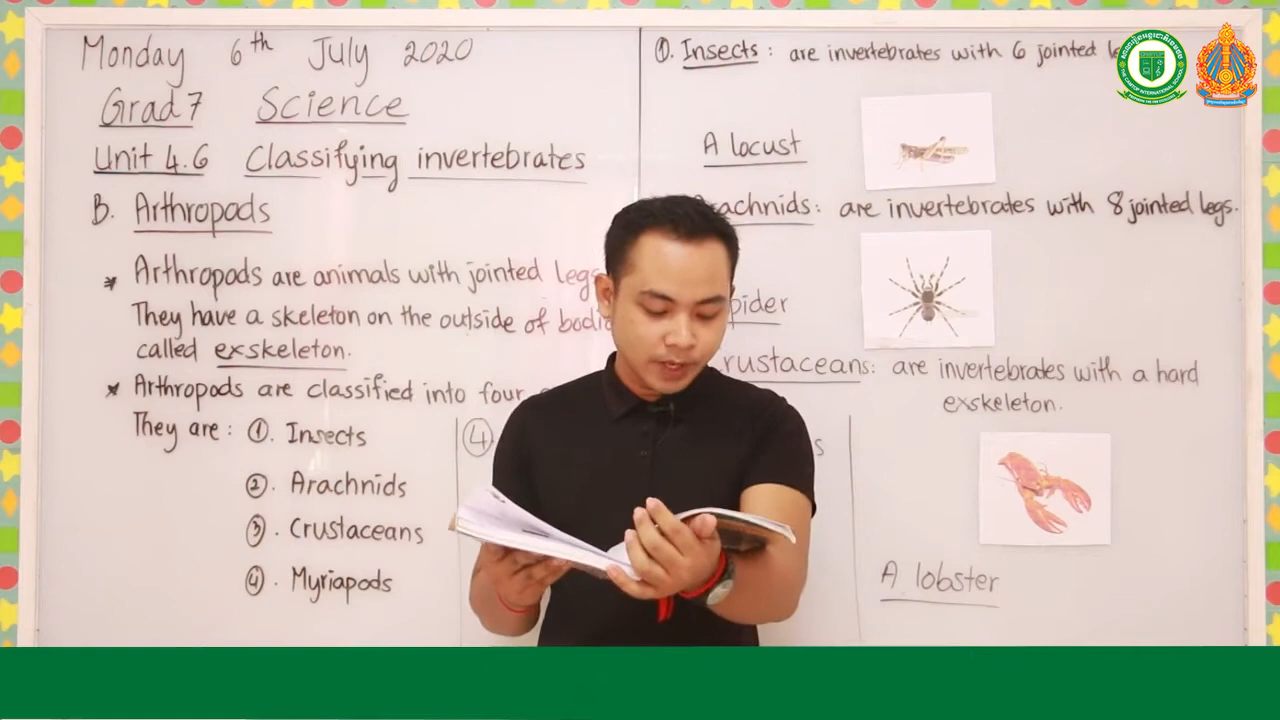 Monday 6th July 2020
Grad 7 Science
Unit 4.6 Classifying invertebrates
B. Arthropods
* Arthropods are animals with jointed legs
They have a skeleton on the outside of
called exskeleton.
* Arthropods are classified into four
They are : ①. Insects
②. Arachnids
③. Crustaceans
④. Myriapods
④
①. Insects : are invertebrates with 6 jointed
A locust
rachnids : are invertebrates with 8 jointed legs.
pider
rustaceans : are invertebrates with a hard
exskeleton.
A lobster